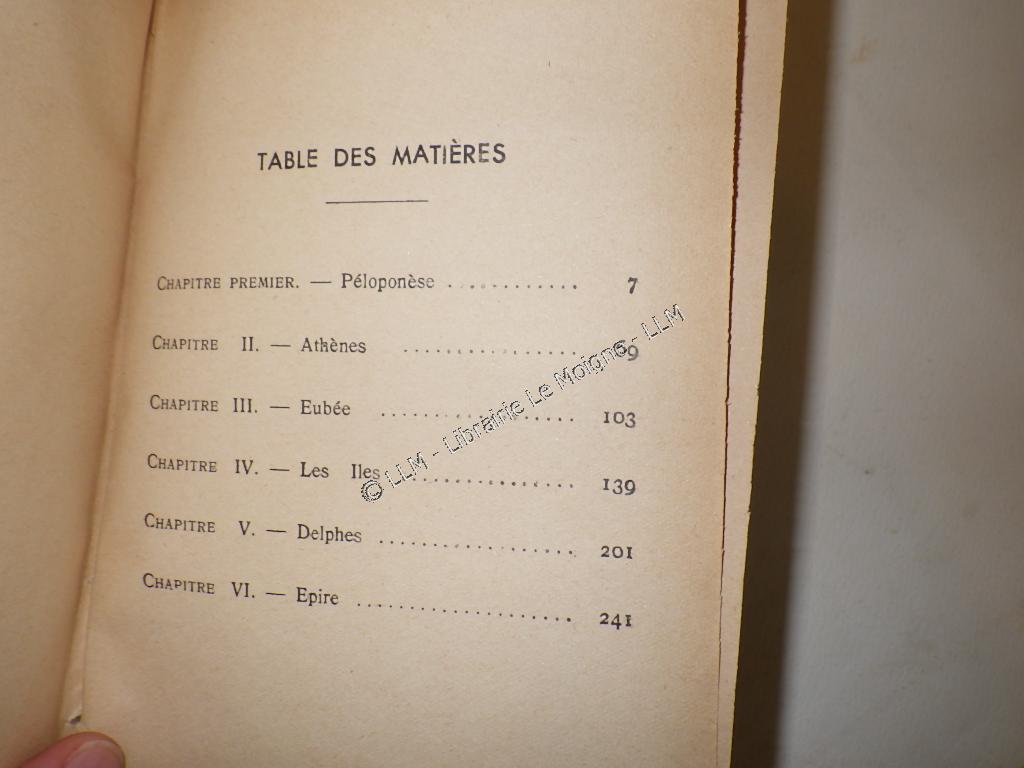 TABLE DES MATIÈRES
CHAPITRE PREMIER. — Péloponèse ............ 7
CHAPITRE II. — Athènes ................ 9
CHAPITRE III. — Eubée ................ 103
CHAPITRE IV. — Les Iles ................ 139
CHAPITRE V. — Delphes ................ 201
CHAPITRE VI. — Epire ................ 241
© LLM - Librairie Le Moigne - LLM